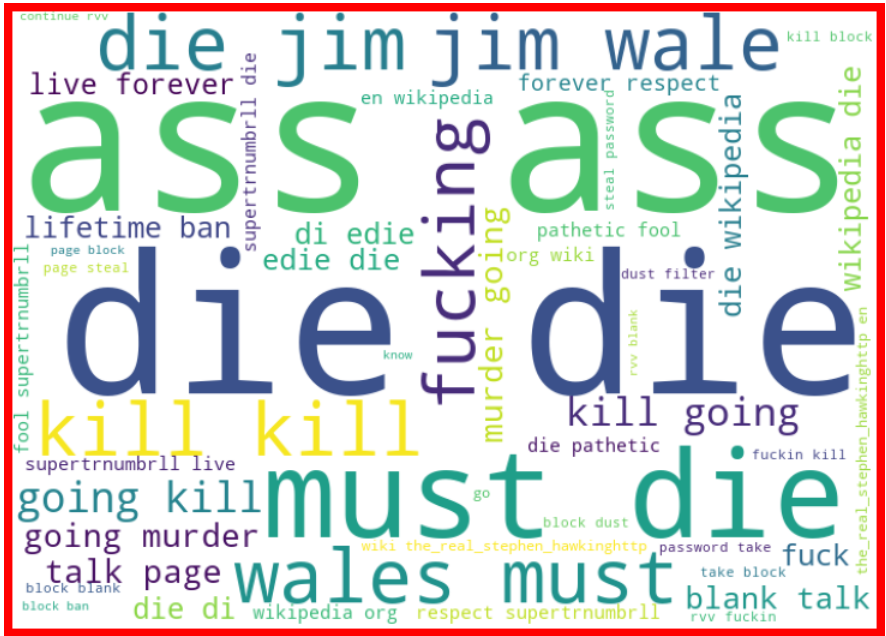 continue rvv
die jim
jim wale
kill block
live forever
supertrnumbrll die
en wikipedia
forever respect
ass
ass
fucking
steal password
die wikipedia
wikipedia die
lifetime ban
di edie
pathetic fool
page block
edie die
murder going
org wiki
page steal
dust filter
fool supertrnumbrll
die
die
know
rvv blank
the_real_stephen_hawkinghttp en
kill kill
kill going
die pathetic
supertrnumbrll live
must die
fuckin kill
going kill
go
block dust
going murder
wiki the_real_stephen_hawkinghttp
password take
fuck
talk page
wales must
take block
block blank
blank talk
block ban
die di
wikipedia org
respect supertrnumbrll
rvv fuckin